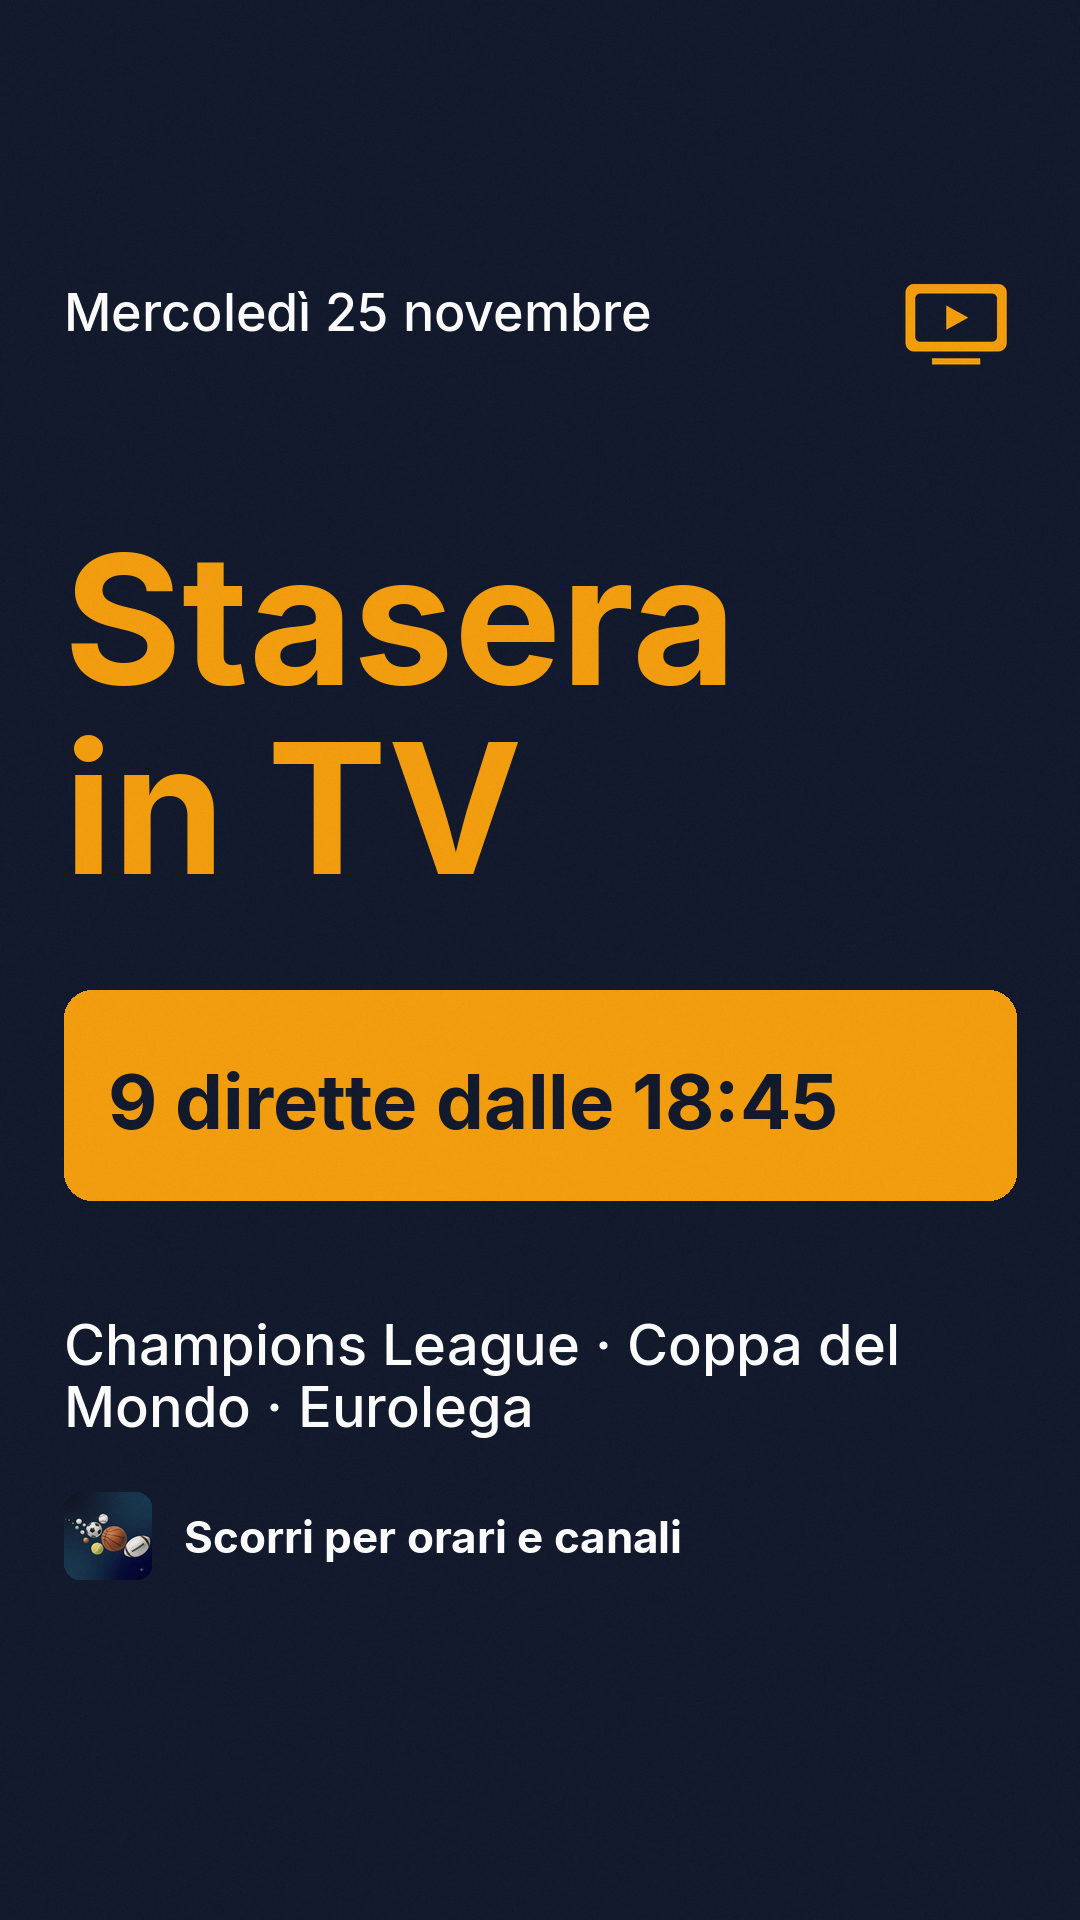 Mercoledì 25 novembre
Stasera
in TV
9 dirette dalle 18:45
Champions League · Coppa del
Mondo · Eurolega
Scorri per orari e canali